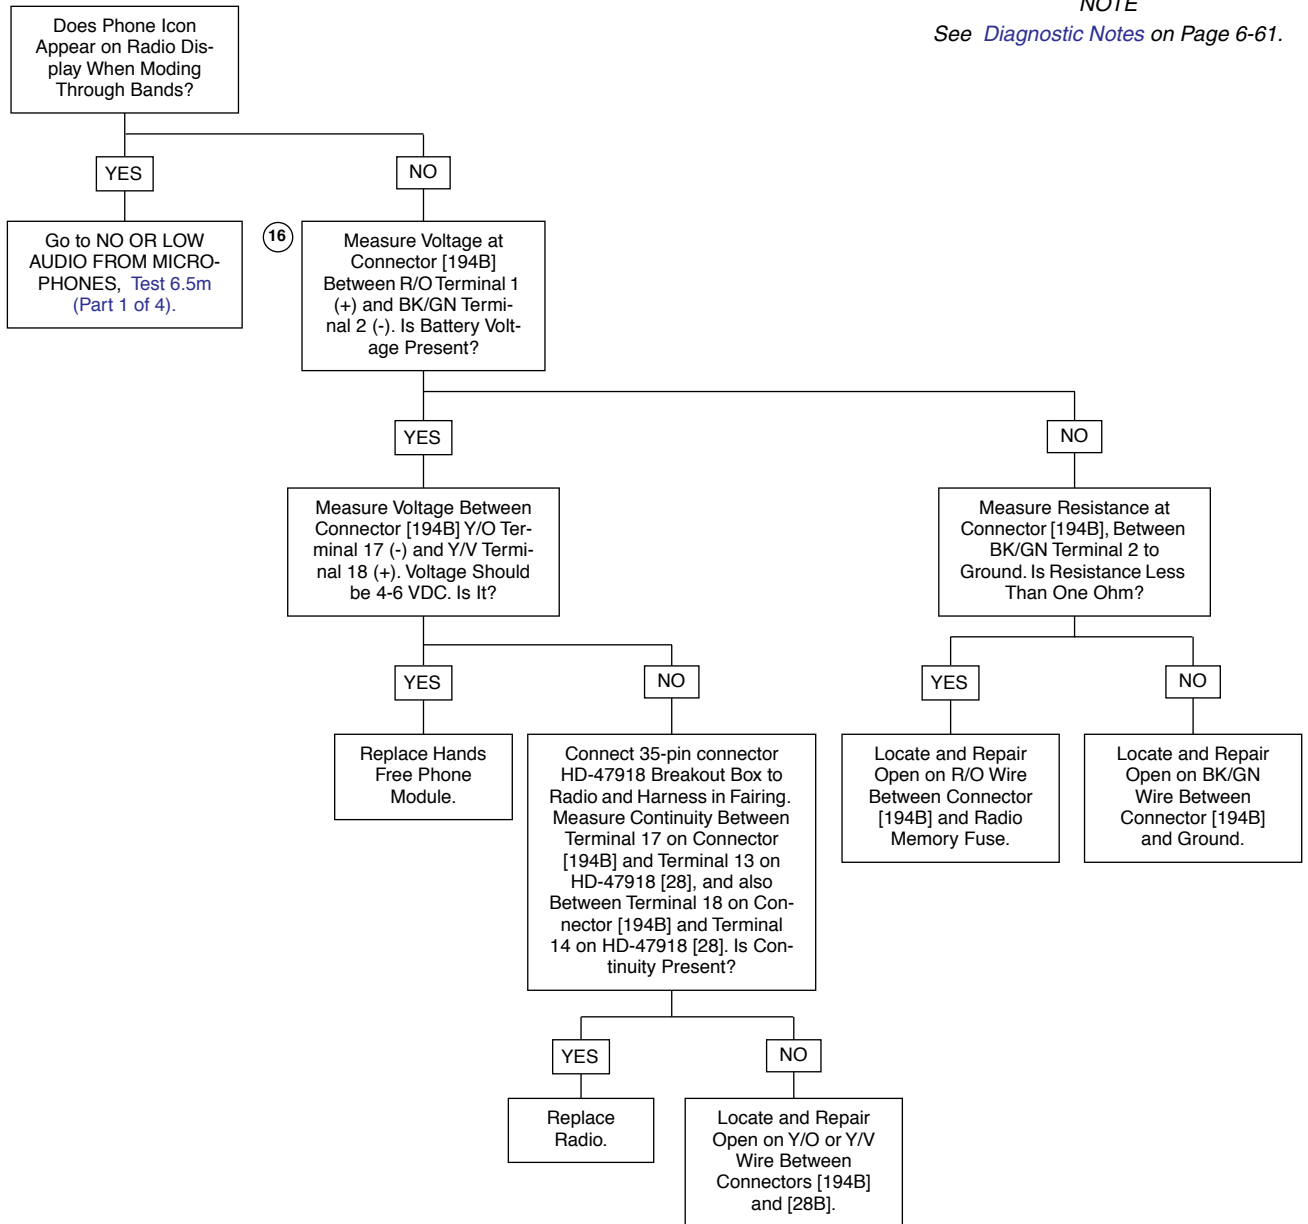 NOTE
See Diagnostic Notes on Page 6-61.
Does Phone Icon
Appear on Radio Dis-
play When Moding
Through Bands?
YES
NO
Go to NO OR LOW
AUDIO FROM MICRO-
PHONES, Test 6.5m
(Part 1 of 4).
16
Measure Voltage at
Connector [194B]
Between R/O Terminal 1
(+) and BK/GN Termi-
nal 2 (-). Is Battery Volt-
age Present?
YES
NO
Measure Voltage Between
Connector [194B] Y/O Ter-
minal 17 (-) and Y/V Termi-
nal 18 (+). Voltage Should
be 4-6 VDC. Is It?
Measure Resistance at
Connector [194B], Between
BK/GN Terminal 2 to
Ground. Is Resistance Less
Than One Ohm?
YES
NO
YES
NO
Replace Hands
Free Phone
Module.
Connect 35-pin connector
HD-47918 Breakout Box to
Radio and Harness in Fairing.
Measure Continuity Between
Terminal 17 on Connector
[194B] and Terminal 13 on
HD-47918 [28], and also
Between Terminal 18 on Con-
nector [194B] and Terminal
14 on HD-47918 [28]. Is Con-
tinuity Present?
Locate and Repair
Open on R/O Wire
Between Connector
[194B] and Radio
Memory Fuse.
Locate and Repair
Open on BK/GN
Wire Between
Connector [194B]
and Ground.
YES
NO
Replace
Radio.
Locate and Repair
Open on Y/O or Y/V
Wire Between
Connectors [194B]
and [28B].